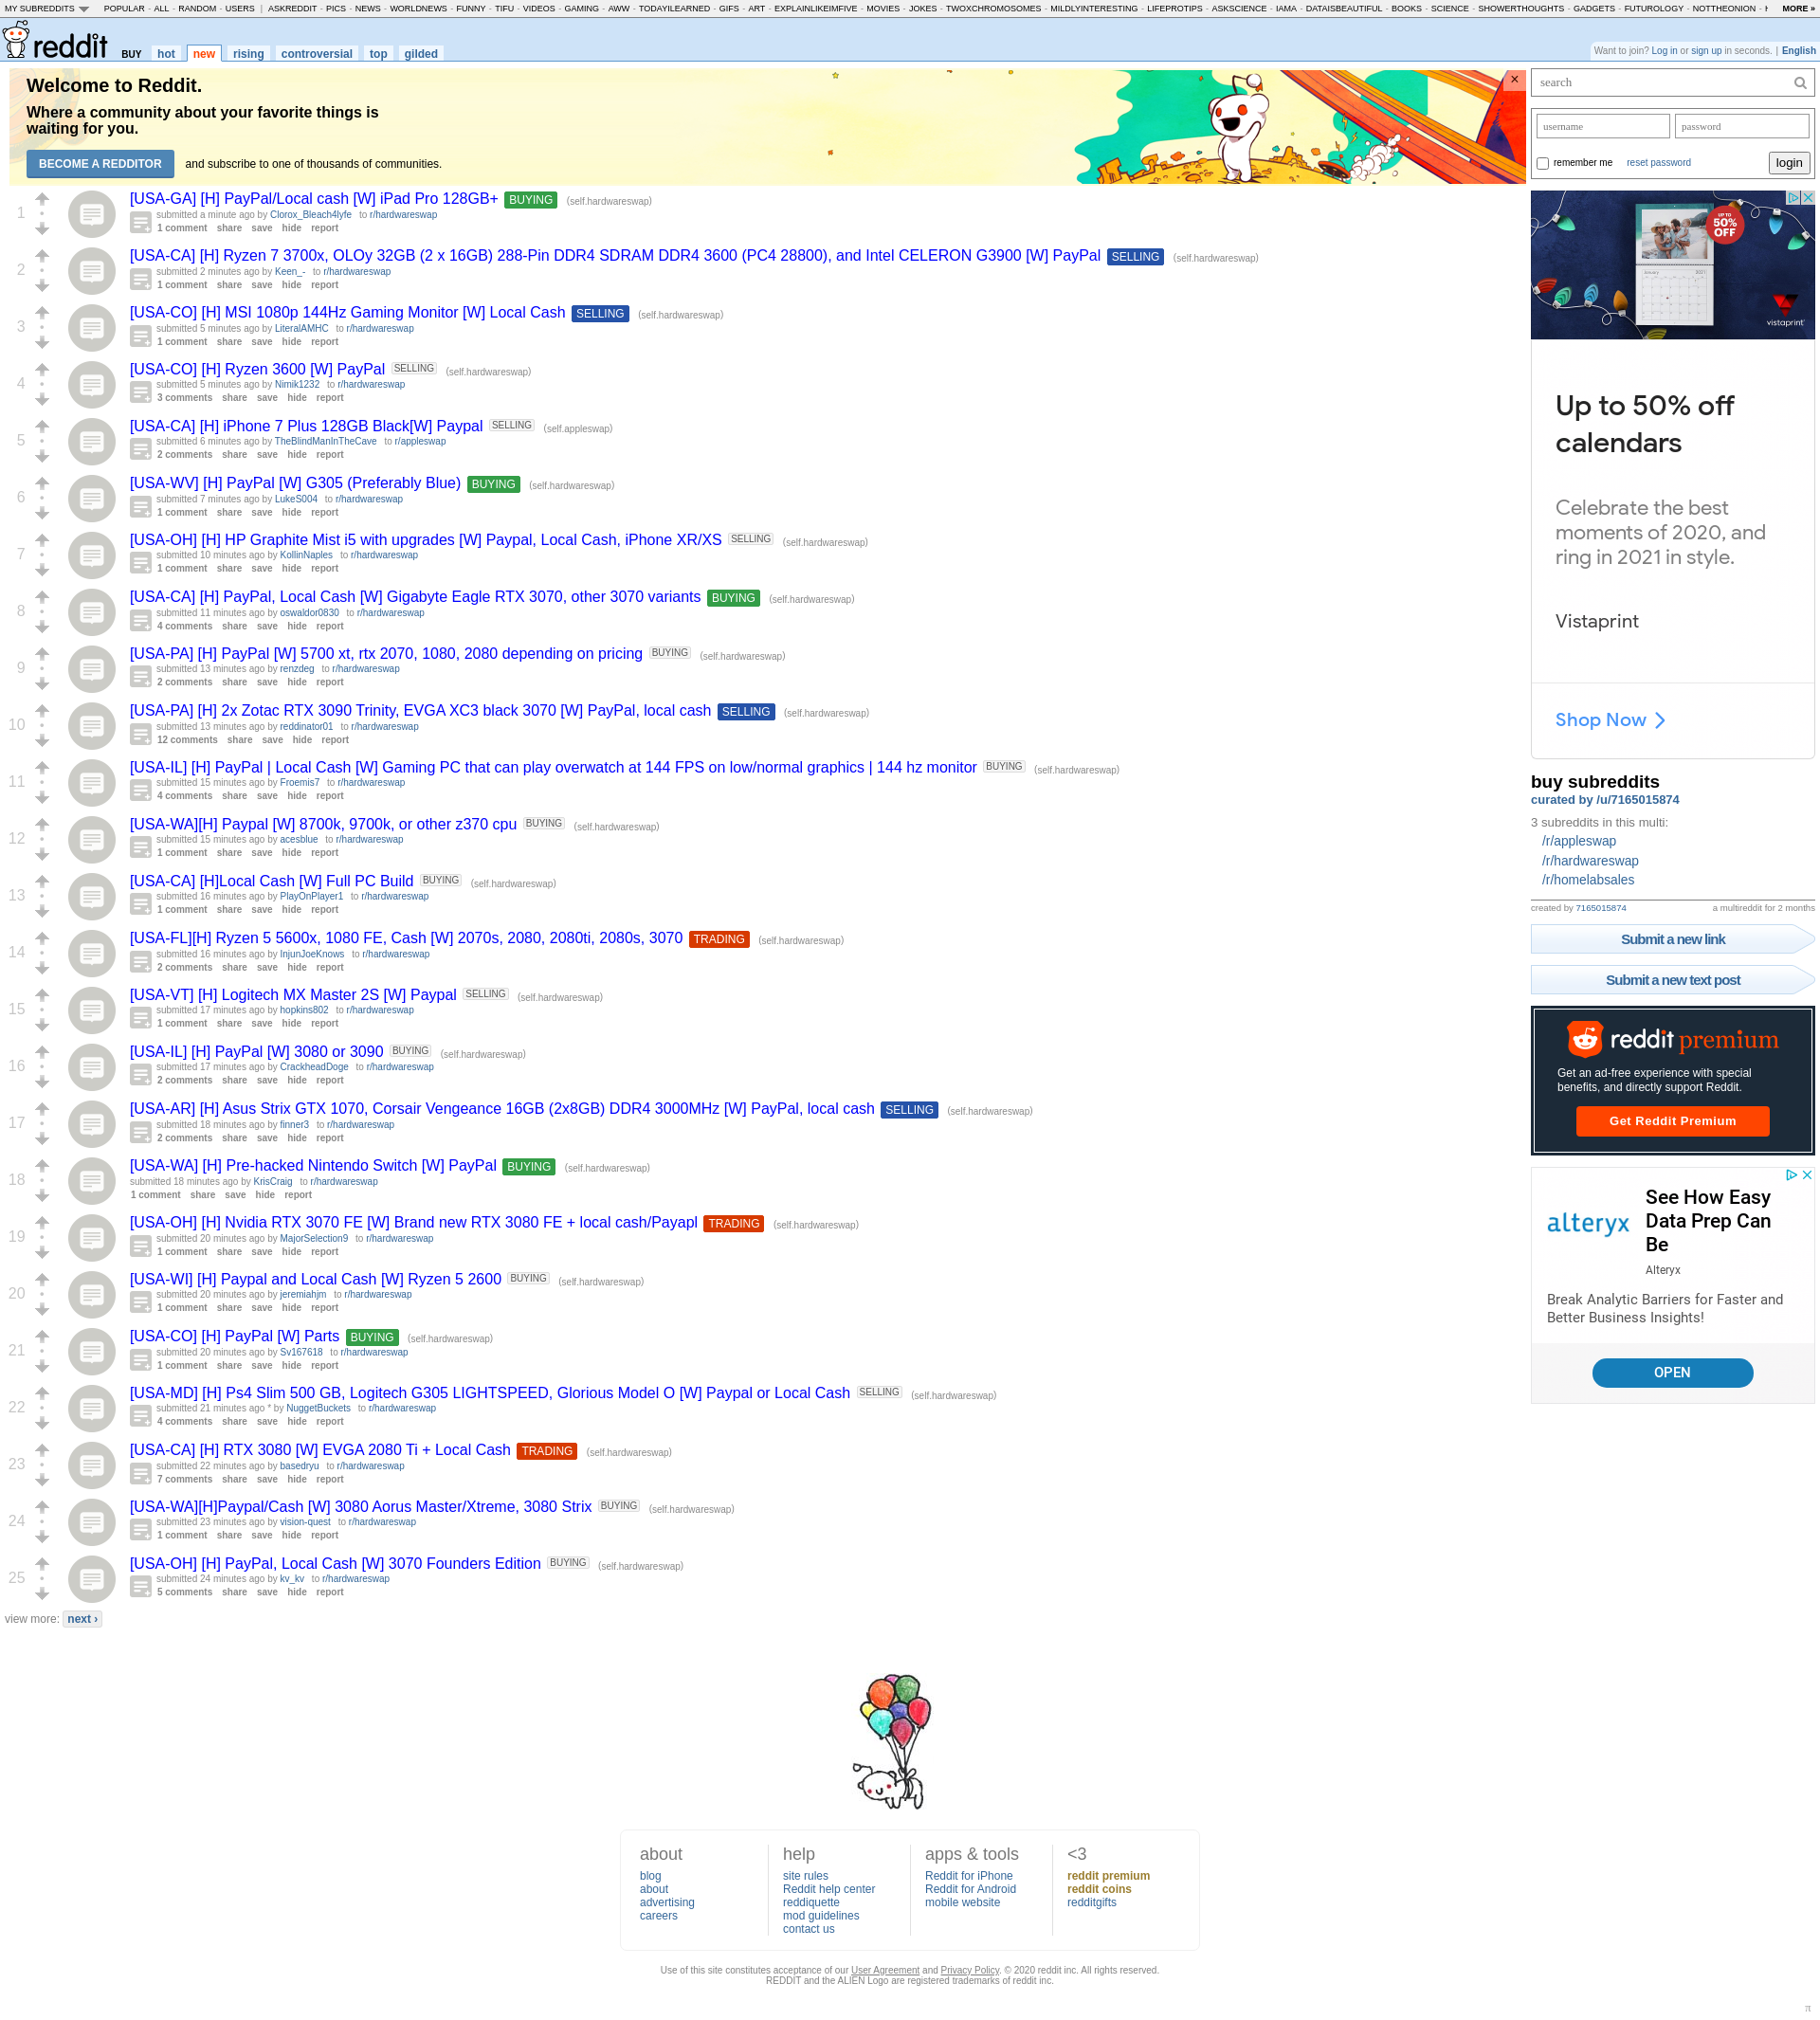 MY SUBREDDITS POPULAR - ALL - RANDOM - USERS | ASKREDDIT - PICS - NEWS - WORLDNEWS - FUNNY - TIFU - VIDEOS - GAMING - AWW - TODAYILEARNED - GIFS - ART - EXPLAINLIKEIMFIVE - MOVIES - JOKES - TWOXCHROMOSOMES - MILDLYINTERESTING - LIFEPROTIPS - ASKSCIENCE - IAMA - DATAISBEAUTIFUL - BOOKS - SCIENCE - SHOWERTHOUGHTS - GADGETS - FUTUROLOGY - NOTTHEONION - MORE »
reddit BUY hot new rising controversial top gilded
Want to join? Log in or sign up in seconds. | English
Welcome to Reddit.
Where a community about your favorite things is
waiting for you.
BECOME A REDDITOR and subscribe to one of thousands of communities.
1
[USA-GA] [H] PayPal/Local cash [W] iPad Pro 128GB+ BUYING (self.hardwareswap)
submitted a minute ago by Clorox_Bleach4lyfe to r/hardwareswap
1 comment share save hide report
2
[USA-CA] [H] Ryzen 7 3700x, OLOy 32GB (2 x 16GB) 288-Pin DDR4 SDRAM DDR4 3600 (PC4 28800), and Intel CELERON G3900 [W] PayPal SELLING (self.hardwareswap)
submitted 2 minutes ago by Keen_- to r/hardwareswap
1 comment share save hide report
3
[USA-CO] [H] MSI 1080p 144Hz Gaming Monitor [W] Local Cash SELLING (self.hardwareswap)
submitted 5 minutes ago by LiteralAMHC to r/hardwareswap
1 comment share save hide report
4
[USA-CO] [H] Ryzen 3600 [W] PayPal SELLING (self.hardwareswap)
submitted 5 minutes ago by Nimik1232 to r/hardwareswap
3 comments share save hide report
5
[USA-CA] [H] iPhone 7 Plus 128GB Black[W] Paypal SELLING (self.appleswap)
submitted 6 minutes ago by TheBlindManInTheCave to r/appleswap
2 comments share save hide report
6
[USA-WV] [H] PayPal [W] G305 (Preferably Blue) BUYING (self.hardwareswap)
submitted 7 minutes ago by LukeS004 to r/hardwareswap
1 comment share save hide report
7
[USA-OH] [H] HP Graphite Mist i5 with upgrades [W] Paypal, Local Cash, iPhone XR/XS SELLING (self.hardwareswap)
submitted 10 minutes ago by KollinNaples to r/hardwareswap
1 comment share save hide report
8
[USA-CA] [H] PayPal, Local Cash [W] Gigabyte Eagle RTX 3070, other 3070 variants BUYING (self.hardwareswap)
submitted 11 minutes ago by oswaldor0830 to r/hardwareswap
4 comments share save hide report
9
[USA-PA] [H] PayPal [W] 5700 xt, rtx 2070, 1080, 2080 depending on pricing BUYING (self.hardwareswap)
submitted 13 minutes ago by renzdeg to r/hardwareswap
2 comments share save hide report
10
[USA-PA] [H] 2x Zotac RTX 3090 Trinity, EVGA XC3 black 3070 [W] PayPal, local cash SELLING (self.hardwareswap)
submitted 13 minutes ago by reddinator01 to r/hardwareswap
12 comments share save hide report
11
[USA-IL] [H] PayPal | Local Cash [W] Gaming PC that can play overwatch at 144 FPS on low/normal graphics | 144 hz monitor BUYING (self.hardwareswap)
submitted 15 minutes ago by Froemis7 to r/hardwareswap
4 comments share save hide report
12
[USA-WA][H] Paypal [W] 8700k, 9700k, or other z370 cpu BUYING (self.hardwareswap)
submitted 15 minutes ago by acesblue to r/hardwareswap
1 comment share save hide report
13
[USA-CA] [H]Local Cash [W] Full PC Build BUYING (self.hardwareswap)
submitted 16 minutes ago by PlayOnPlayer1 to r/hardwareswap
1 comment share save hide report
14
[USA-FL][H] Ryzen 5 5600x, 1080 FE, Cash [W] 2070s, 2080, 2080ti, 2080s, 3070 TRADING (self.hardwareswap)
submitted 16 minutes ago by InjunJoeKnows to r/hardwareswap
2 comments share save hide report
15
[USA-VT] [H] Logitech MX Master 2S [W] Paypal SELLING (self.hardwareswap)
submitted 17 minutes ago by hopkins802 to r/hardwareswap
1 comment share save hide report
16
[USA-IL] [H] PayPal [W] 3080 or 3090 BUYING (self.hardwareswap)
submitted 17 minutes ago by CrackheadDoge to r/hardwareswap
2 comments share save hide report
17
[USA-AR] [H] Asus Strix GTX 1070, Corsair Vengeance 16GB (2x8GB) DDR4 3000MHz [W] PayPal, local cash SELLING (self.hardwareswap)
submitted 18 minutes ago by finner3 to r/hardwareswap
2 comments share save hide report
18
[USA-WA] [H] Pre-hacked Nintendo Switch [W] PayPal BUYING (self.hardwareswap)
submitted 18 minutes ago by KrisCraig to r/hardwareswap
1 comment share save hide report
19
[USA-OH] [H] Nvidia RTX 3070 FE [W] Brand new RTX 3080 FE + local cash/Payapl TRADING (self.hardwareswap)
submitted 20 minutes ago by MajorSelection9 to r/hardwareswap
1 comment share save hide report
20
[USA-WI] [H] Paypal and Local Cash [W] Ryzen 5 2600 BUYING (self.hardwareswap)
submitted 20 minutes ago by jeremiahjm to r/hardwareswap
1 comment share save hide report
21
[USA-CO] [H] PayPal [W] Parts BUYING (self.hardwareswap)
submitted 20 minutes ago by Sv167618 to r/hardwareswap
1 comment share save hide report
22
[USA-MD] [H] Ps4 Slim 500 GB, Logitech G305 LIGHTSPEED, Glorious Model O [W] Paypal or Local Cash SELLING (self.hardwareswap)
submitted 21 minutes ago * by NuggetBuckets to r/hardwareswap
4 comments share save hide report
23
[USA-CA] [H] RTX 3080 [W] EVGA 2080 Ti + Local Cash TRADING (self.hardwareswap)
submitted 22 minutes ago by basedryu to r/hardwareswap
7 comments share save hide report
24
[USA-WA][H]Paypal/Cash [W] 3080 Aorus Master/Xtreme, 3080 Strix BUYING (self.hardwareswap)
submitted 23 minutes ago by vision-quest to r/hardwareswap
1 comment share save hide report
25
[USA-OH] [H] PayPal, Local Cash [W] 3070 Founders Edition BUYING (self.hardwareswap)
submitted 24 minutes ago by kv_kv to r/hardwareswap
5 comments share save hide report
view more: next ›
search
username password
remember me reset password login
UP TO
50%
OFF
January 2021
vistaprint
Up to 50% off
calendars
Celebrate the best
moments of 2020, and
ring in 2021 in style.
Vistaprint
Shop Now
buy subreddits
curated by /u/7165015874
3 subreddits in this multi:
/r/appleswap
/r/hardwareswap
/r/homelabsales
created by 7165015874 a multireddit for 2 months
Submit a new link
Submit a new text post
reddit premium
Get an ad-free experience with special
benefits, and directly support Reddit.
Get Reddit Premium
alteryx
See How Easy
Data Prep Can
Be
Alteryx
Break Analytic Barriers for Faster and
Better Business Insights!
OPEN
about
blog
about
advertising
careers
help
site rules
Reddit help center
reddiquette
mod guidelines
contact us
apps & tools
Reddit for iPhone
Reddit for Android
mobile website
<3
reddit premium
reddit coins
redditgifts
Use of this site constitutes acceptance of our User Agreement and Privacy Policy. © 2020 reddit inc. All rights reserved.
REDDIT and the ALIEN Logo are registered trademarks of reddit inc.
π